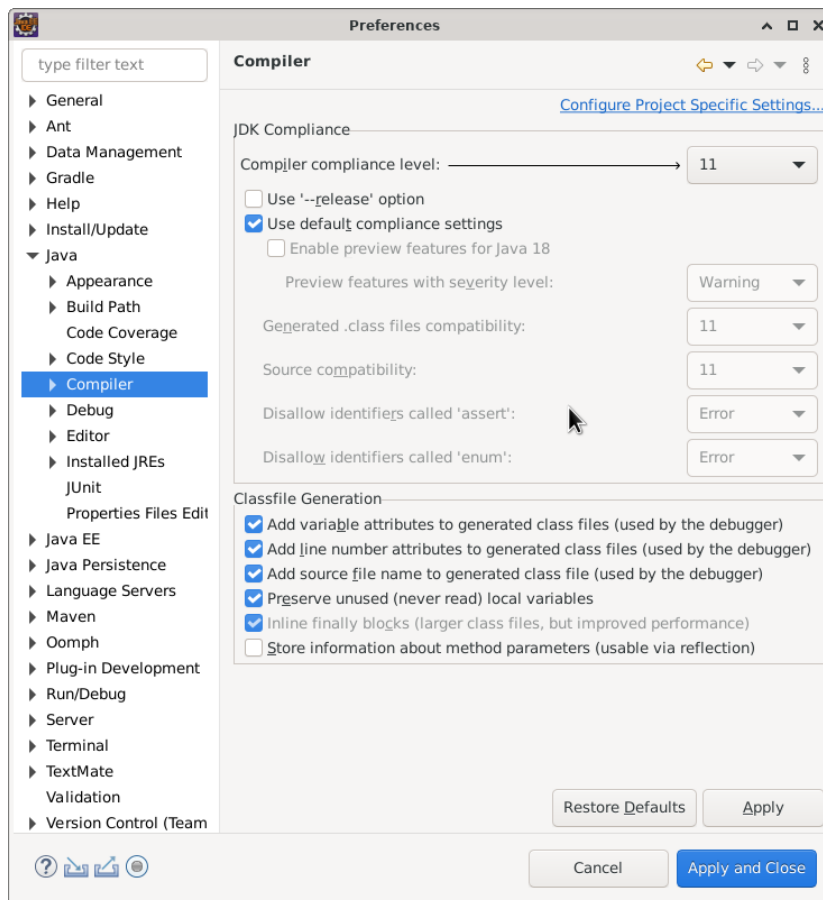 Preferences
type filter text
General
Ant
Data Management
Gradle
Help
Install/Update
Java
Appearance
Build Path
Code Coverage
Code Style
Compiler
Debug
Editor
Installed JREs
JUnit
Properties Files Edit
Java EE
Java Persistence
Language Servers
Maven
Oomph
Plug-in Development
Run/Debug
Server
Terminal
TextMate
Validation
Version Control (Team
Compiler
Configure Project Specific Settings...
JDK Compliance
Compiler compliance level: 11
Use '--release' option
Use default compliance settings
Enable preview features for Java 18
Preview features with severity level: Warning
Generated .class files compatibility: 11
Source compatibility: 11
Disallow identifiers called 'assert': Error
Disallow identifiers called 'enum': Error
Classfile Generation
Add variable attributes to generated class files (used by the debugger)
Add line number attributes to generated class files (used by the debugger)
Add source file name to generated class file (used by the debugger)
Preserve unused (never read) local variables
Inline finally blocks (larger class files, but improved performance)
Store information about method parameters (usable via reflection)
Restore Defaults Apply
Cancel Apply and Close